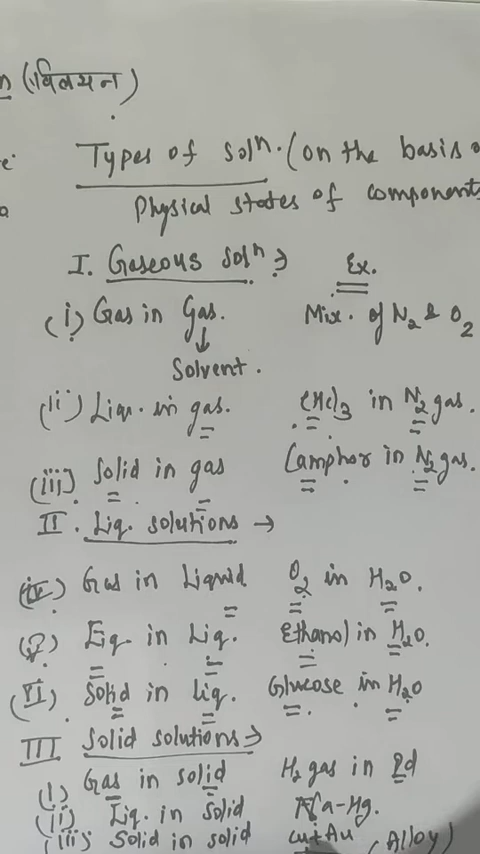 n (विलयन)
Types of solⁿ. (on the basis o
Physical states of components
I. Gaseous solⁿ → Ex.
(i) Gas in Gas. Mix. of N₂ & O₂
↓
Solvent.
(ii) Liq. in gas. CHCl₃ in N₂ gas.
(iii) Solid in gas Camphor in N₂ gas.
II. Liq. solutions →
(iv) Gas in Liquid O₂ in H₂O.
(v) Liq. in Liq. Ethanol in H₂O.
(VI) Solid in Liq. Glucose in H₂O
III Solid solutions →
(i) Gas in solid H₂ gas in Pd
(ii) Liq. in Solid Na-Hg.
(iii) Solid in solid Cu+Au (Alloy)